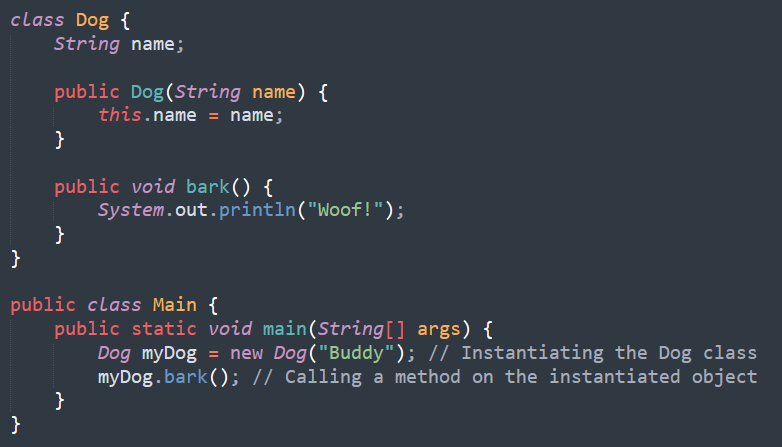 class Dog {
    String name;

    public Dog(String name) {
        this.name = name;
    }

    public void bark() {
        System.out.println("Woof!");
    }
}

public class Main {
    public static void main(String[] args) {
        Dog myDog = new Dog("Buddy"); // Instantiating the Dog class
        myDog.bark(); // Calling a method on the instantiated object
    }
}